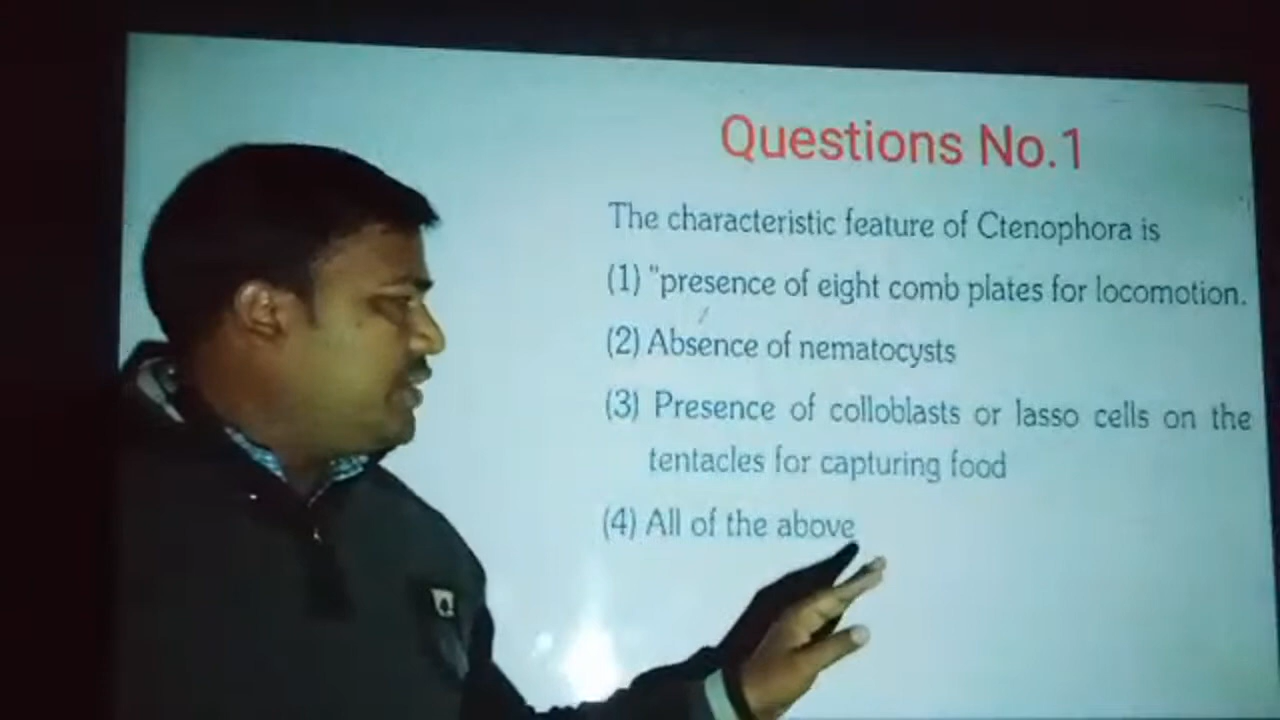 Questions No.1
The characteristic feature of Ctenophora is
(1) "presence of eight comb plates for locomotion.
(2) Absence of nematocysts
(3) Presence of colloblasts or lasso cells on the
tentacles for capturing food
(4) All of the above